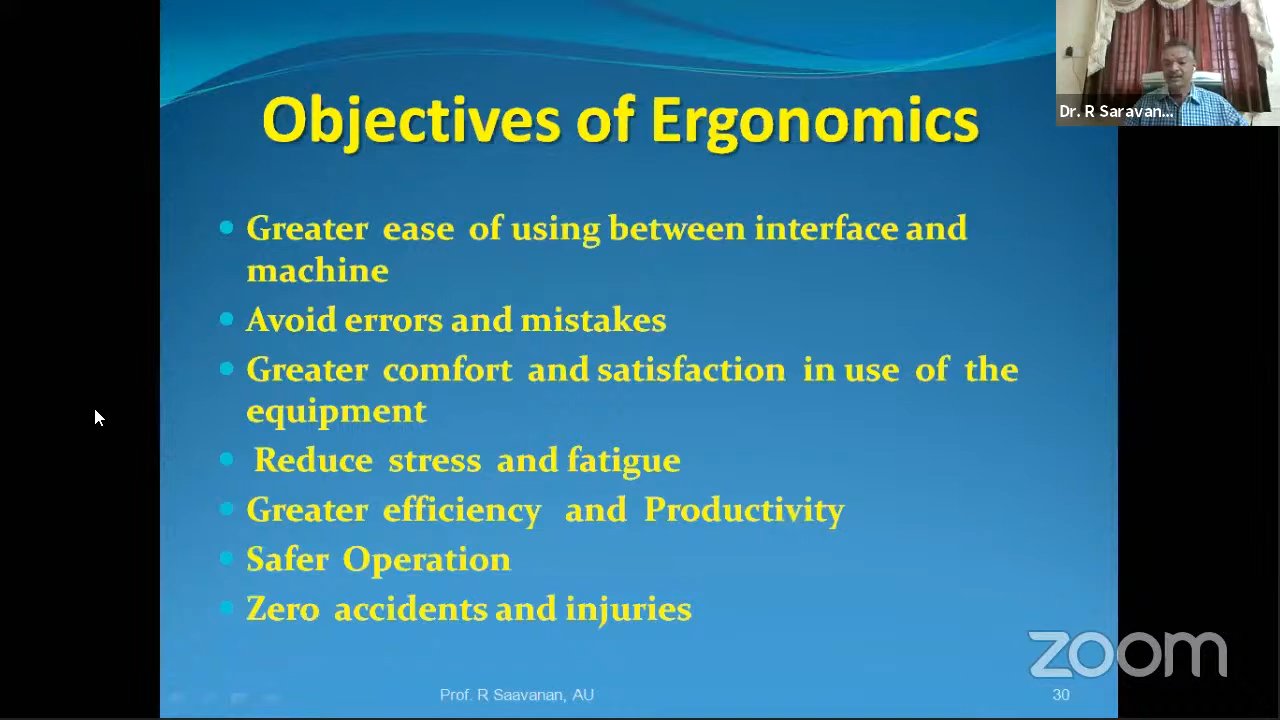 Objectives of Ergonomics
Dr. R Saravan...
Greater ease of using between interface and
machine
Avoid errors and mistakes
Greater comfort and satisfaction in use of the
equipment
Reduce stress and fatigue
Greater efficiency and Productivity
Safer Operation
Zero accidents and injuries
zoom
Prof. R Saavanan, AU
30